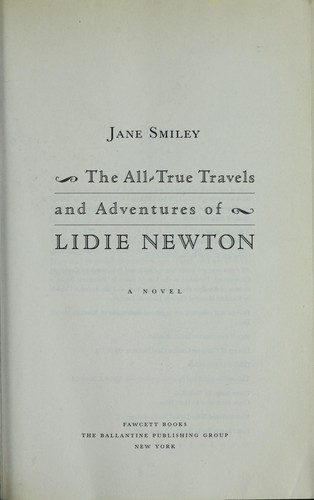 JANE SMILEY
The All-True Travels
and Adventures of
LIDIE NEWTON
A NOVEL
FAWCETT BOOKS
THE BALLANTINE PUBLISHING GROUP
NEW YORK